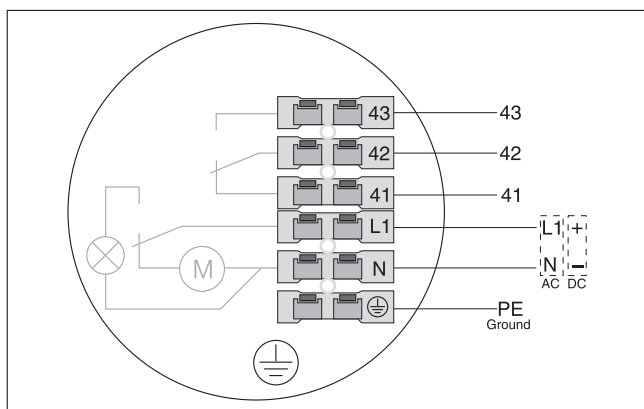 43 43
42 42
41 41
L1 L1 +
M N N −
AC DC
PE
Ground